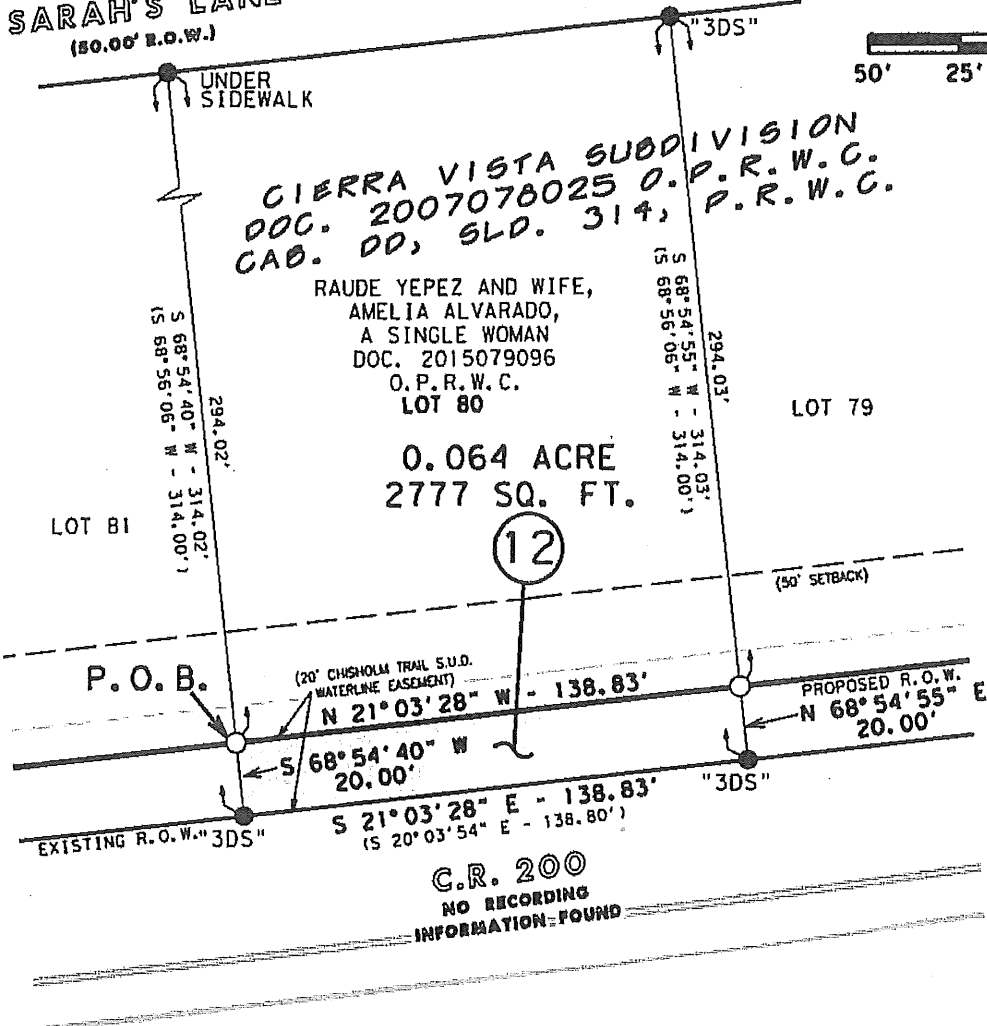 SARAH'S LANE
(50.00' R.O.W.)
"3DS"
50' 25'
UNDER
SIDEWALK
CIERRA VISTA SUBDIVISION
DOC. 2007078025 O.P.R.W.C.
CAB. DD, SLD. 314, P.R.W.C.
RAUDE YEPEZ AND WIFE,
AMELIA ALVARADO,
A SINGLE WOMAN
DOC. 2015079096
O.P.R.W.C.
LOT 80
294.02'
S 68°54'40" W - 314.02'
(S 68°56'06" W - 314.00')
294.03'
S 68°54'55" W - 314.03'
(S 68°56'06" W - 314.00')
LOT 79
0.064 ACRE
2777 SQ. FT.
LOT 81
12
(50' SETBACK)
P.O.B.
(20' CHISHOLM TRAIL S.U.D.
WATERLINE EASEMENT)
N 21°03'28" W - 138.83'
PROPOSED R.O.W.
N 68°54'55" E
20.00'
S 68°54'40" W
20.00'
"3DS"
S 21°03'28" E - 138.83'
(S 20°03'54" E - 138.80')
EXISTING R.O.W.
"3DS"
C.R. 200
NO RECORDING
INFORMATION FOUND